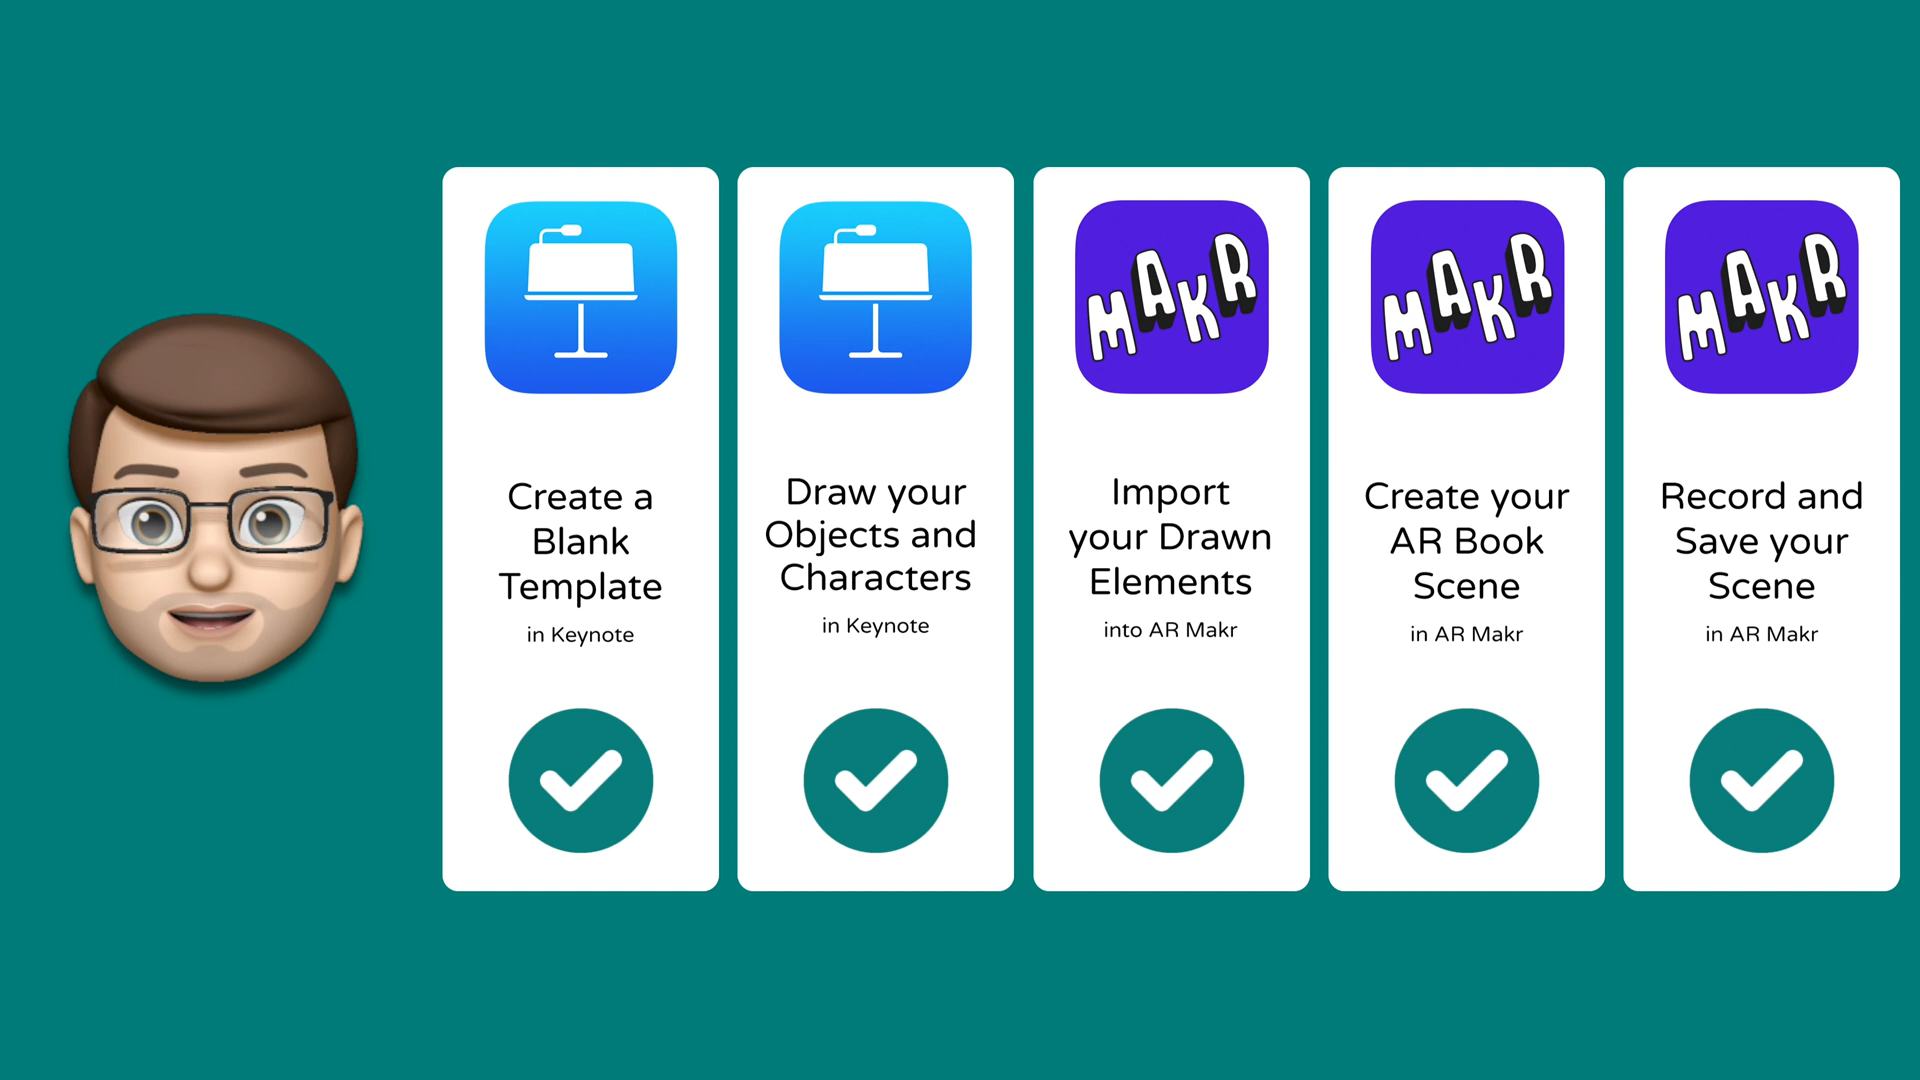 MAKR
MAKR
MAKR
Create a
Blank
Template
in Keynote
Draw your
Objects and
Characters
in Keynote
Import
your Drawn
Elements
into AR Makr
Create your
AR Book
Scene
in AR Makr
Record and
Save your
Scene
in AR Makr